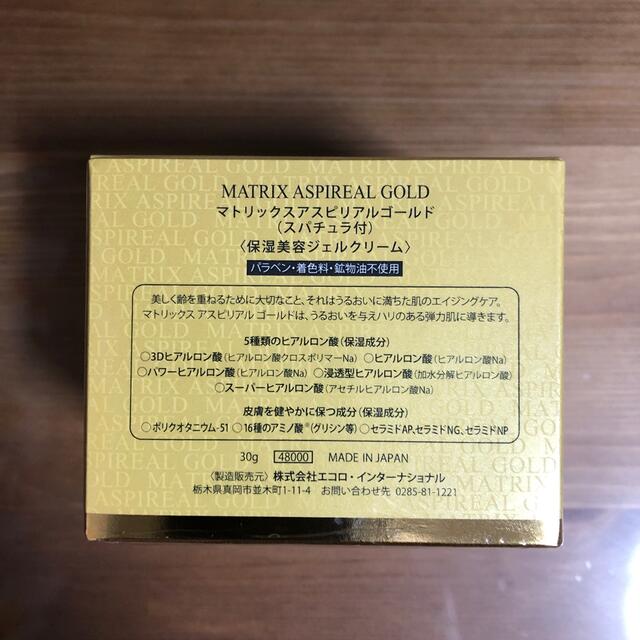 MATRIX ASPIREAL GOLD
マトリックスアスピリアルゴールド
（スパチュラ付）
〈保湿美容ジェルクリーム〉
パラベン・着色料・鉱物油不使用
美しく齢を重ねるために大切なこと、それはうるおいに満ちた肌のエイジングケア。
マトリックス アスピリアル ゴールドは、うるおいを与えハリのある弾力肌に導きます。
5種類のヒアルロン酸（保湿成分）
○3Dヒアルロン酸（ヒアルロン酸クロスポリマーNa） ○ヒアルロン酸（ヒアルロン酸Na）
○パワーヒアルロン酸（ヒアルロン酸Na） ○浸透型ヒアルロン酸（加水分解ヒアルロン酸）
○スーパーヒアルロン酸（アセチルヒアルロン酸Na）
皮膚を健やかに保つ成分（保湿成分）
○ポリクオタニウム-51 ○16種のアミノ酸※（グリシン等）○セラミドAP、セラミドNG、セラミドNP
30g 48000 MADE IN JAPAN
〈製造販売元〉株式会社エコロ・インターナショナル
栃木県真岡市並木町1-11-4 お問い合わせ先 0285-81-1221